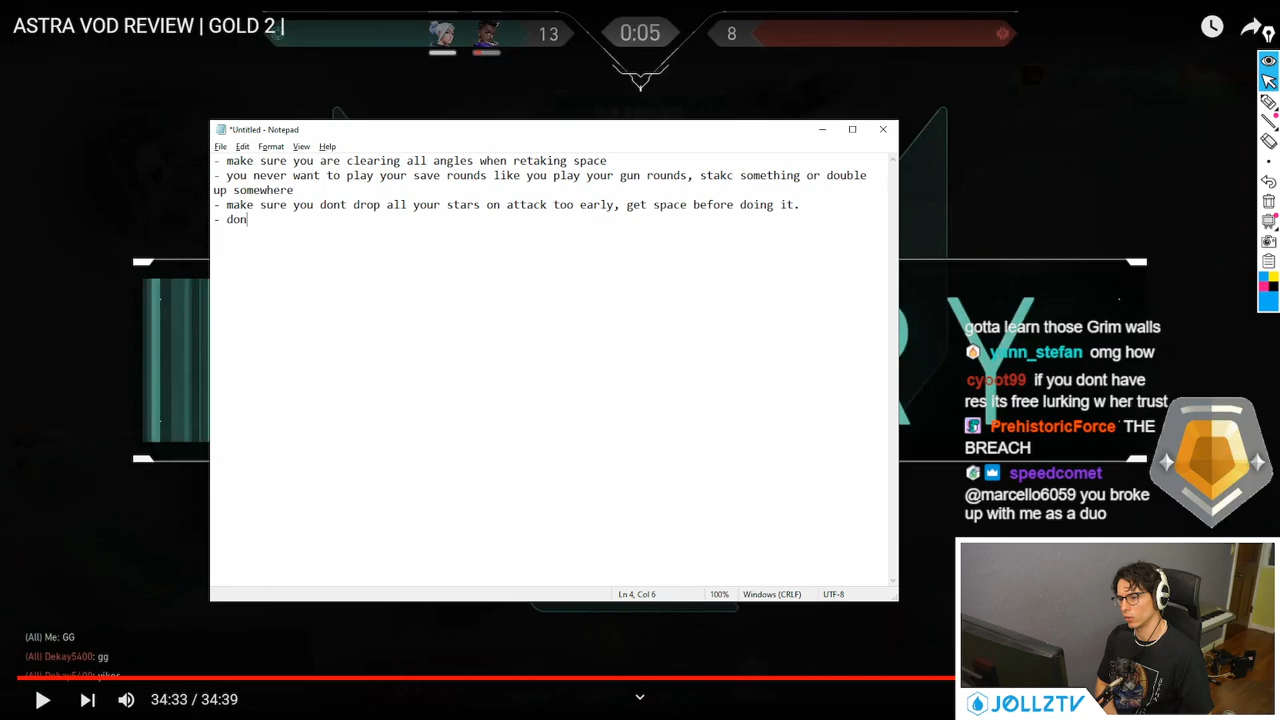 ASTRA VOD REVIEW | GOLD 2 |
13
0:05
8
*Untitled - Notepad
File Edit Format View Help
- make sure you are clearing all angles when retaking space
- you never want to play your save rounds like you play your gun rounds, stakc something or double
up somewhere
- make sure you dont drop all your stars on attack too early, get space before doing it.
- don
Ln 4, Col 6
100%
Windows (CRLF)
UTF-8
RY
gotta learn those Grim walls
omg how
cybot99 if you dont have
res its free lurking w her trust
PrehistoricForce THE
BREACH
speedcomet
@marcello6059 you broke
up with me as a duo
(All) Me: GG
(All) Dekay5400: gg
(All) Dekay5400: yikes
34:33 / 34:39
JOLLZTV